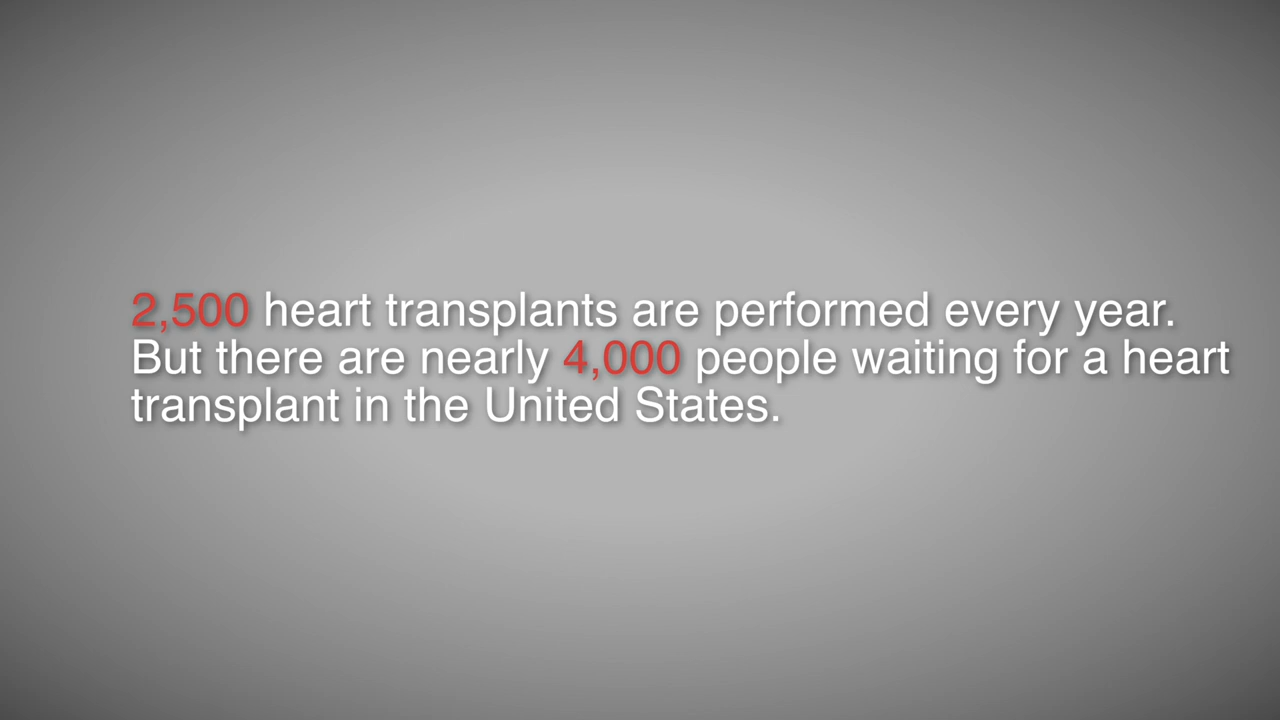 2,500 heart transplants are performed every year.
But there are nearly 4,000 people waiting for a heart
transplant in the United States.